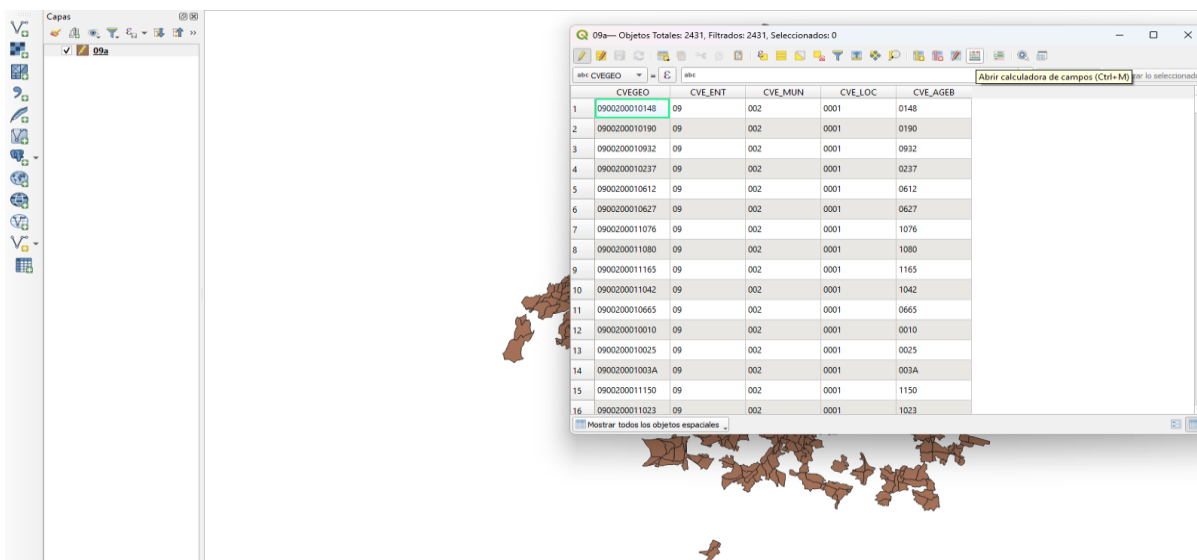 Capas
09a
09a— Objetos Totales: 2431, Filtrados: 2431, Seleccionados: 0
abc CVEGEO = ε abc
Abrir calculadora de campos (Ctrl+M) zar lo seleccionado
CVEGEO CVE_ENT CVE_MUN CVE_LOC CVE_AGEB
1 0900200010148 09 002 0001 0148
2 0900200010190 09 002 0001 0190
3 0900200010932 09 002 0001 0932
4 0900200010237 09 002 0001 0237
5 0900200010612 09 002 0001 0612
6 0900200010627 09 002 0001 0627
7 0900200011076 09 002 0001 1076
8 0900200011080 09 002 0001 1080
9 0900200011165 09 002 0001 1165
10 0900200011042 09 002 0001 1042
11 0900200010665 09 002 0001 0665
12 0900200010010 09 002 0001 0010
13 0900200010025 09 002 0001 0025
14 090020001003A 09 002 0001 003A
15 0900200011150 09 002 0001 1150
16 0900200011023 09 002 0001 1023
Mostrar todos los objetos espaciales